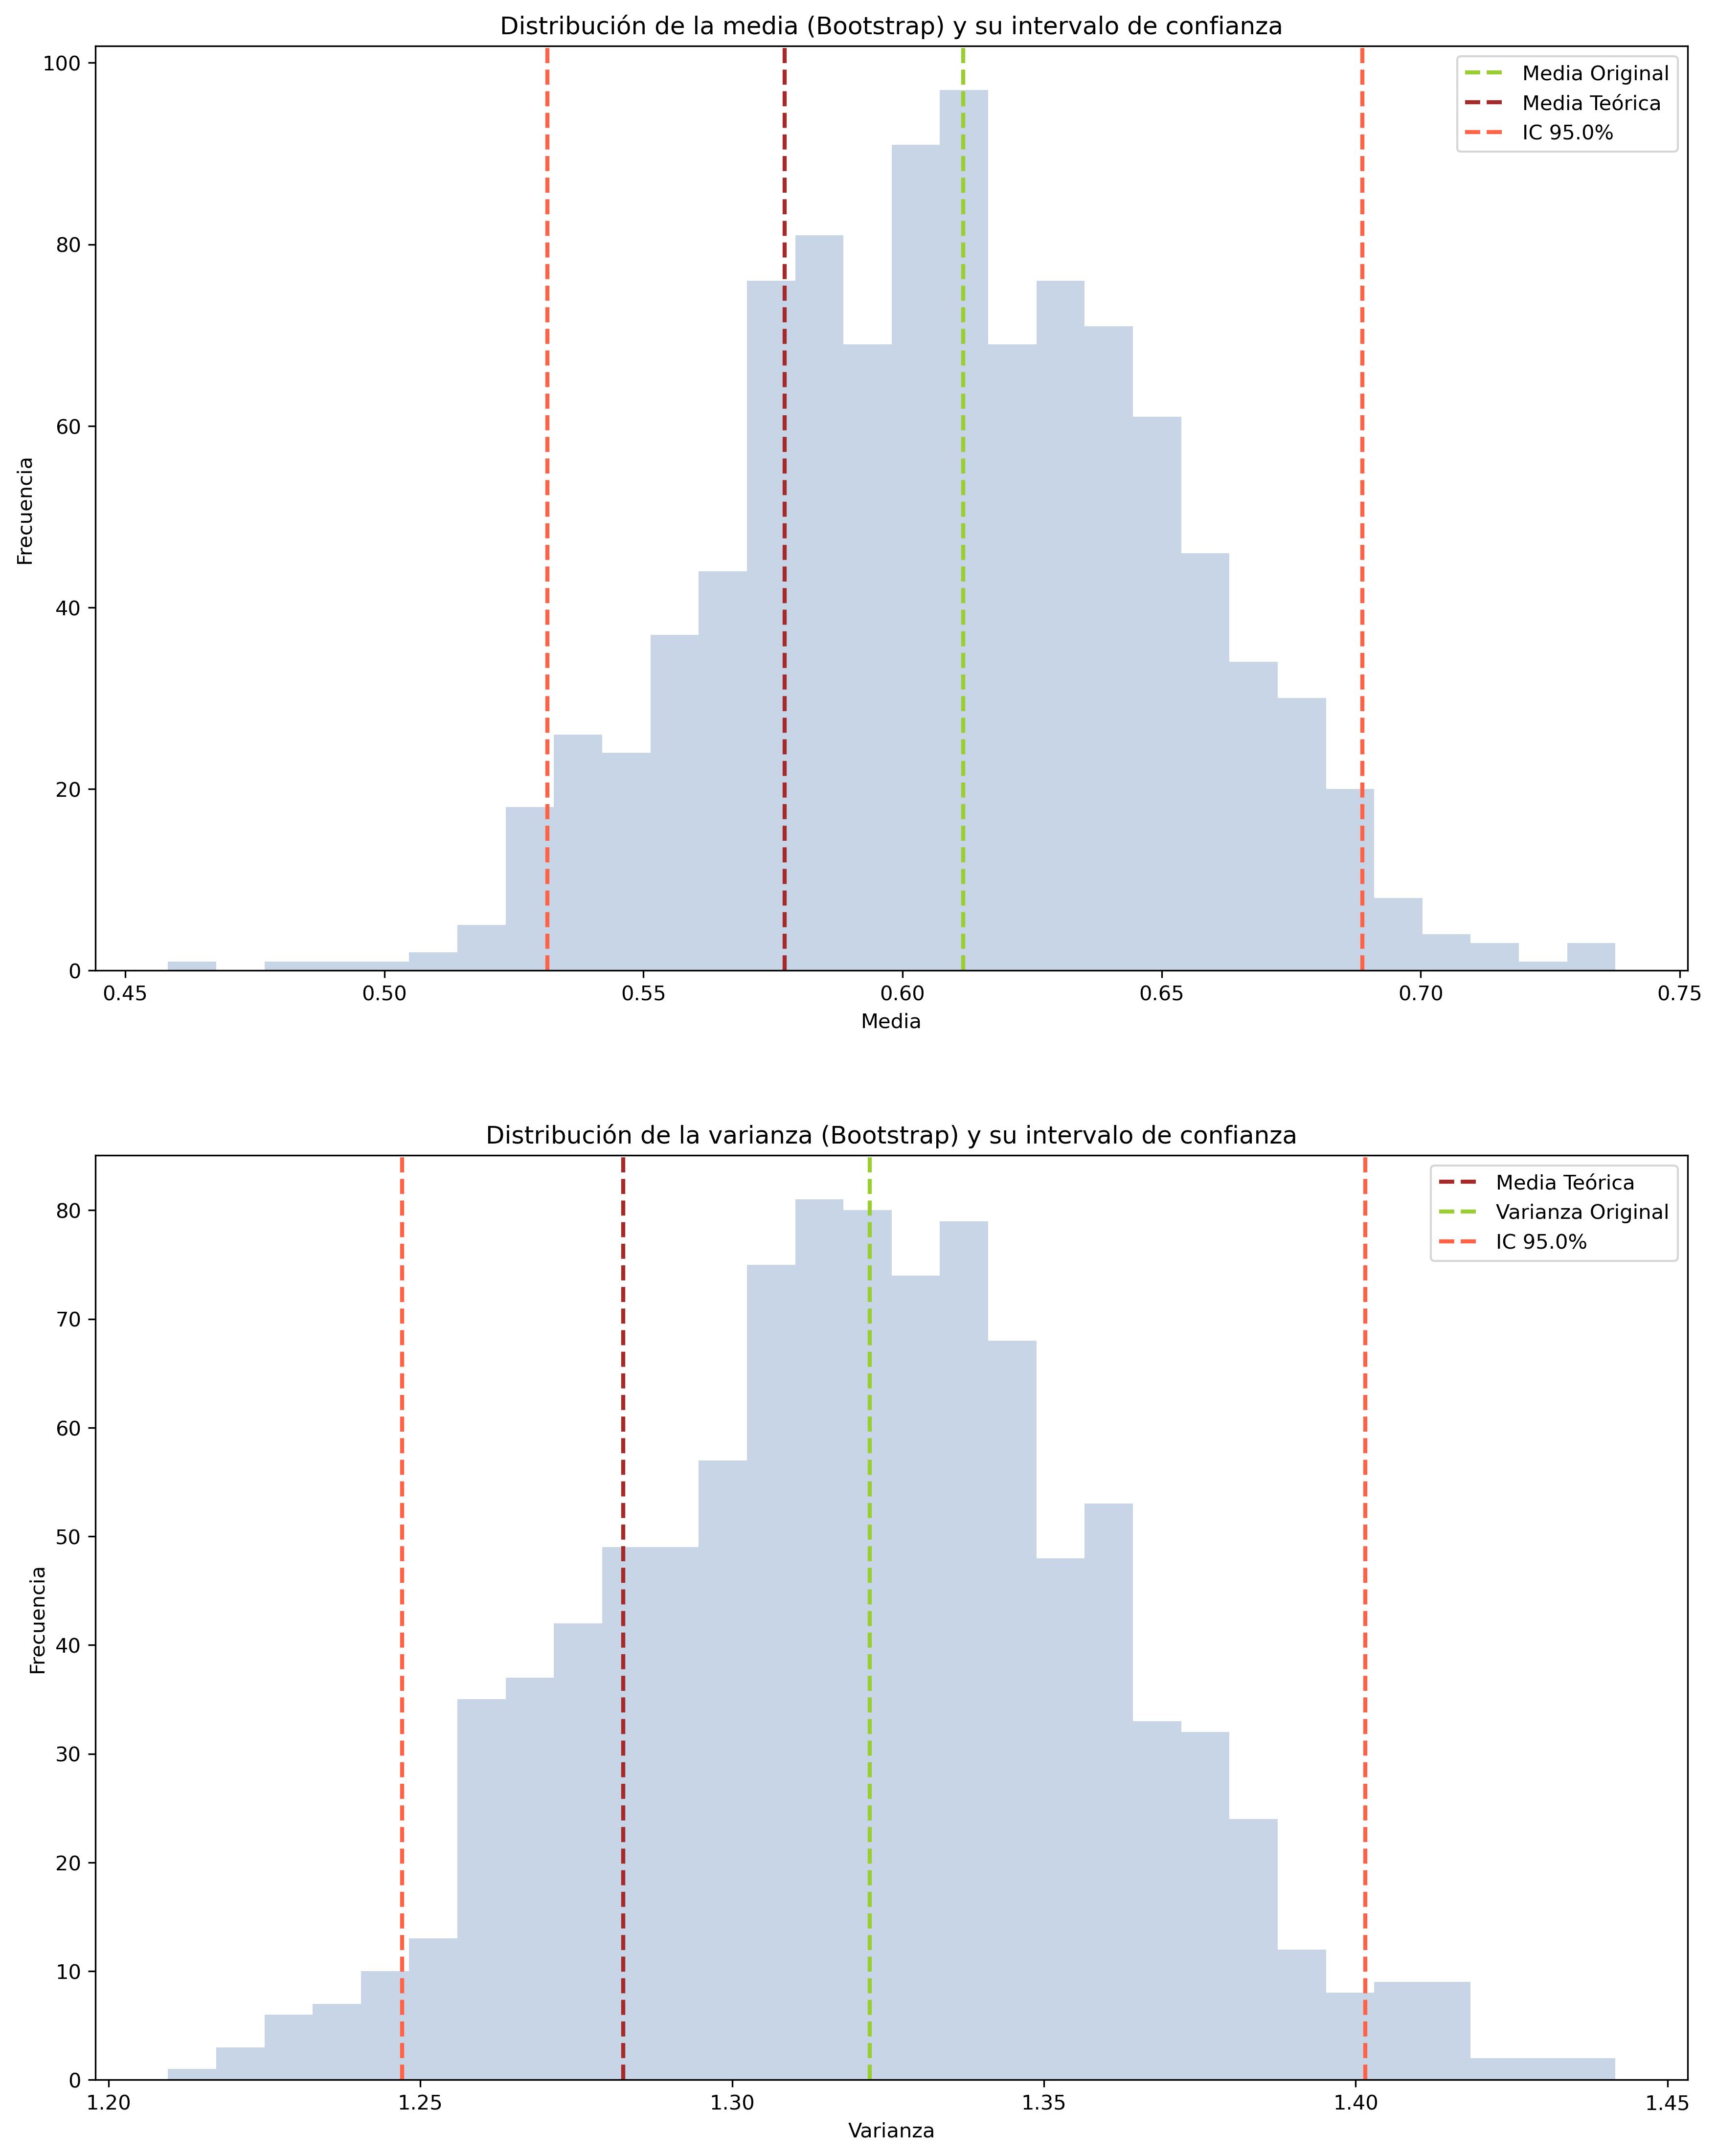 Distribución de la media (Bootstrap) y su intervalo de confianza
Media Original
Media Teórica
IC 95.0%
100
80
60
40
20
0
Frecuencia
0.45 0.50 0.55 0.60 0.65 0.70 0.75
Media
Distribución de la varianza (Bootstrap) y su intervalo de confianza
Media Teórica
Varianza Original
IC 95.0%
80
70
60
50
40
30
20
10
0
Frecuencia
1.20 1.25 1.30 1.35 1.40 1.45
Varianza